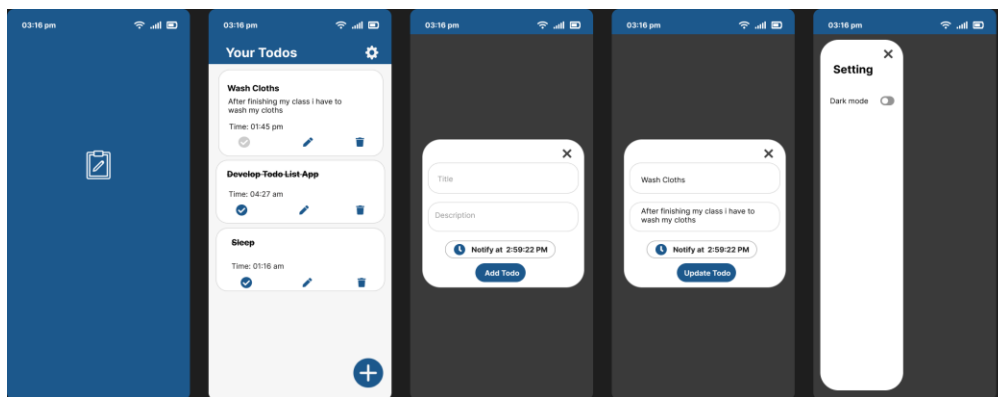 03:16 pm
03:16 pm
Your Todos
Wash Cloths
After finishing my class i have to
wash my cloths
Time: 01:45 pm
Develop Todo List App
Time: 04:27 am
Sleep
Time: 01:16 am
03:16 pm
Title
Description
Notify at 2:59:22 PM
Add Todo
03:16 pm
Wash Cloths
After finishing my class i have to
wash my cloths
Notify at 2:59:22 PM
Update Todo
03:16 pm
Setting
Dark mode